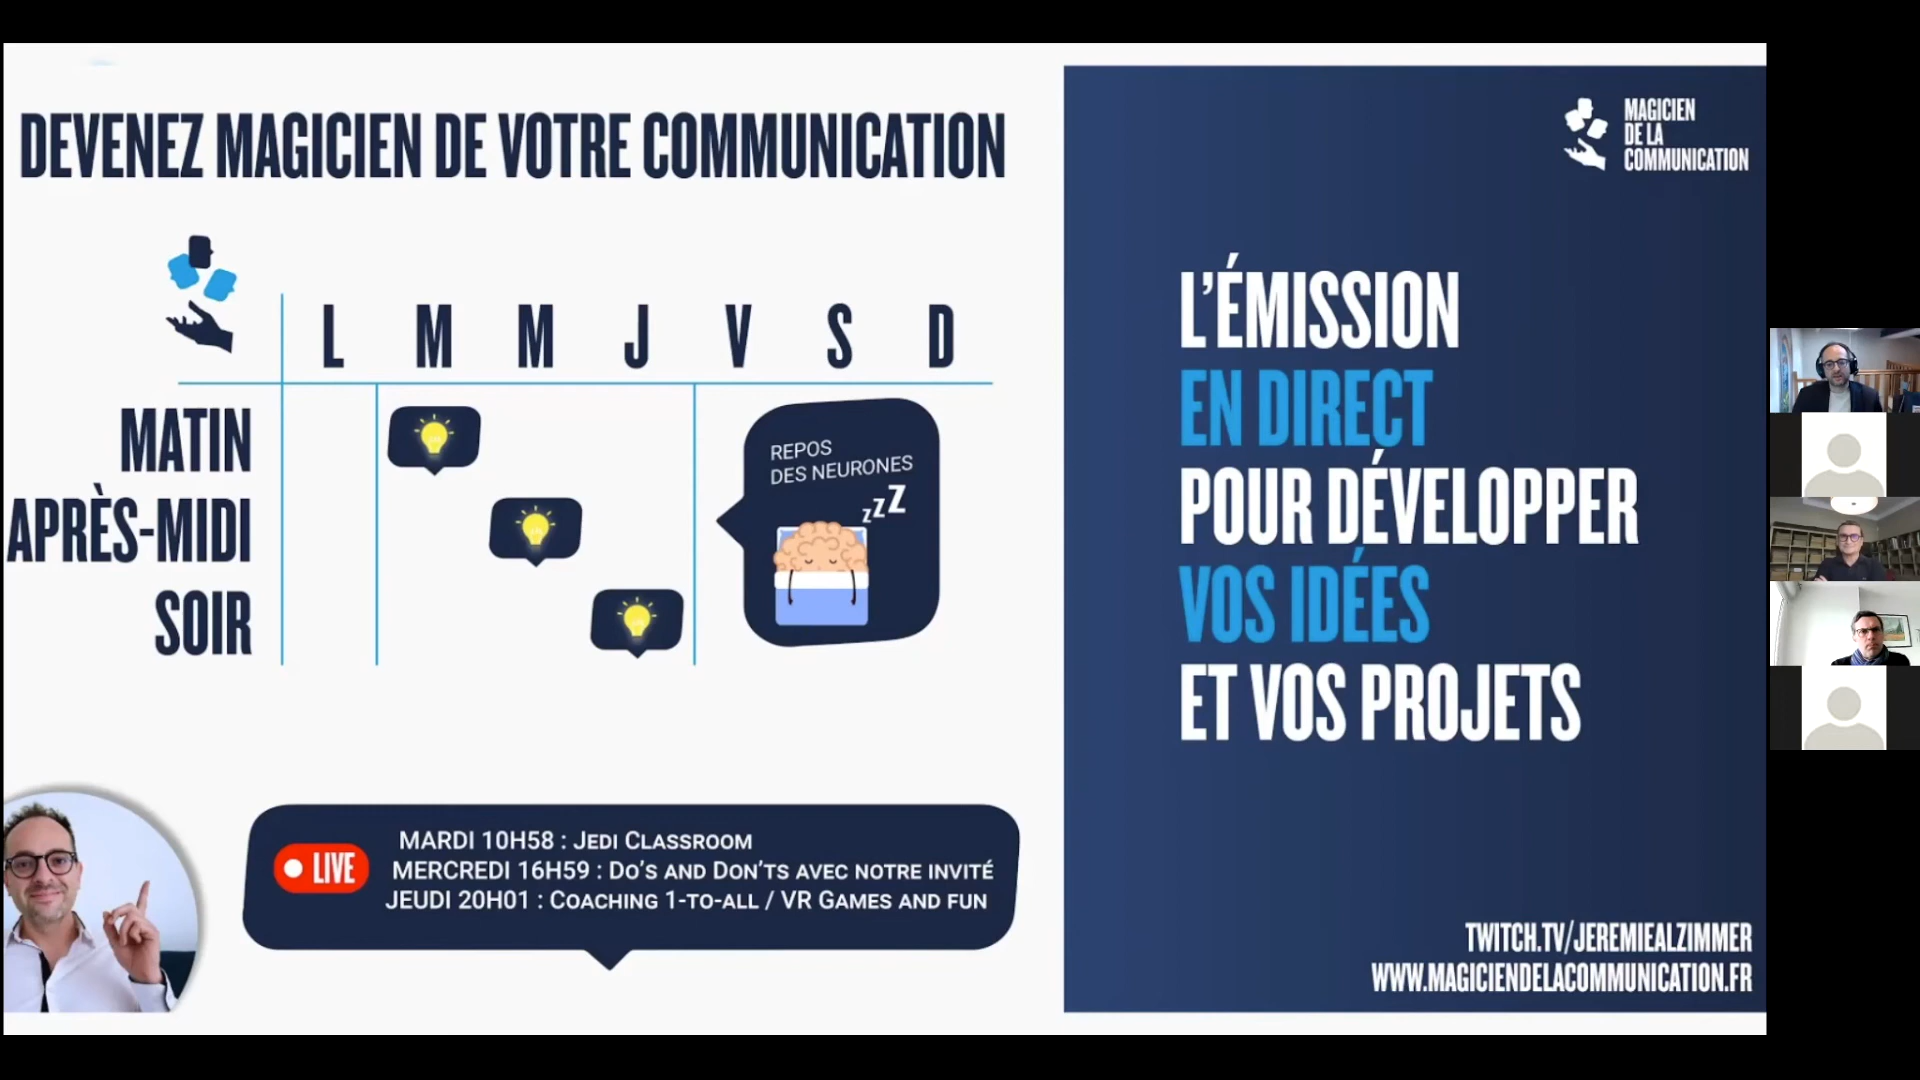 DEVENEZ MAGICIEN DE VOTRE COMMUNICATION
L M M J V S D
MATIN
APRÈS-MIDI
SOIR
REPOS
DES NEURONES
zzZ
LIVE
MARDI 10H58 : JEDI CLASSROOM
MERCREDI 16H59 : DO'S AND DON'TS AVEC NOTRE INVITÉ
JEUDI 20H01 : COACHING 1-TO-ALL / VR GAMES AND FUN
MAGICIEN
DE LA
COMMUNICATION
L'ÉMISSION
EN DIRECT
POUR DÉVELOPPER
VOS IDÉES
ET VOS PROJETS
TWITCH.TV/JEREMIEALZIMMER
WWW.MAGICIENDELACOMMUNICATION.FR